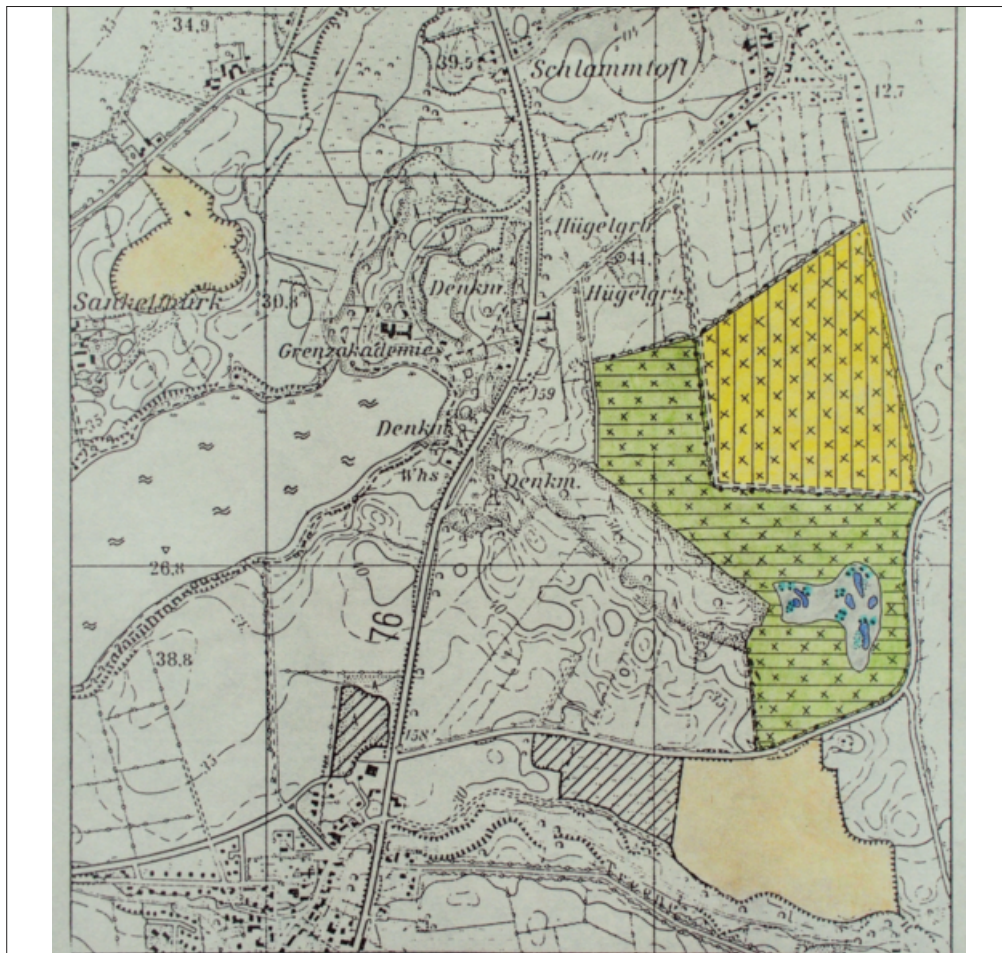 34,9
39,5
Schlammtoft
42,7
Hügelgrb.
44,
Denkm.
Hügelgrb.
Sankelmark
30,8
Grenzakademie
159
Denkm.
Whs
Denkm.
26,8
76
38,8
158